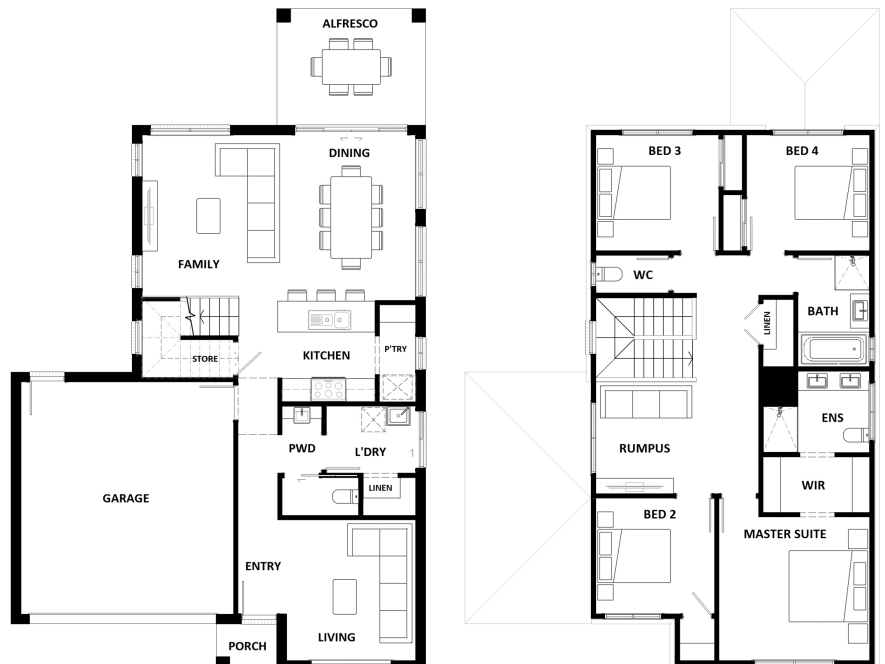 ALFRESCO
DINING
FAMILY
STORE
KITCHEN
P'TRY
PWD
L'DRY
LINEN
GARAGE
ENTRY
LIVING
PORCH
BED 3
BED 4
WC
LINEN
BATH
ENS
RUMPUS
WIR
BED 2
MASTER SUITE